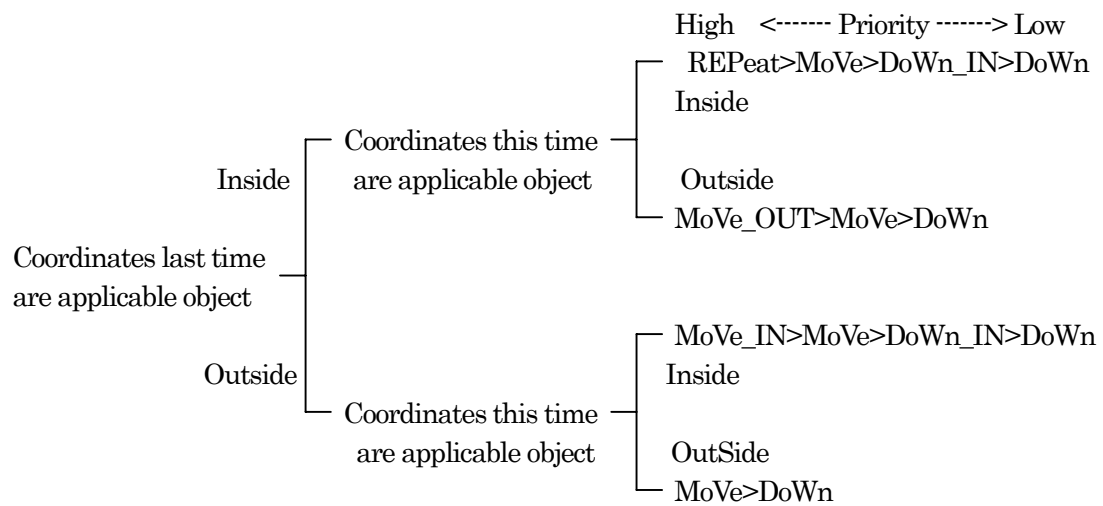 High <------- Priority -------> Low
REPeat>MoVe>DoWn_IN>DoWn
Inside
Coordinates this time
are applicable object
Inside
Outside
MoVe_OUT>MoVe>DoWn
Coordinates last time
are applicable object
MoVe_IN>MoVe>DoWn_IN>DoWn
Inside
Outside
Coordinates this time
are applicable object
OutSide
MoVe>DoWn